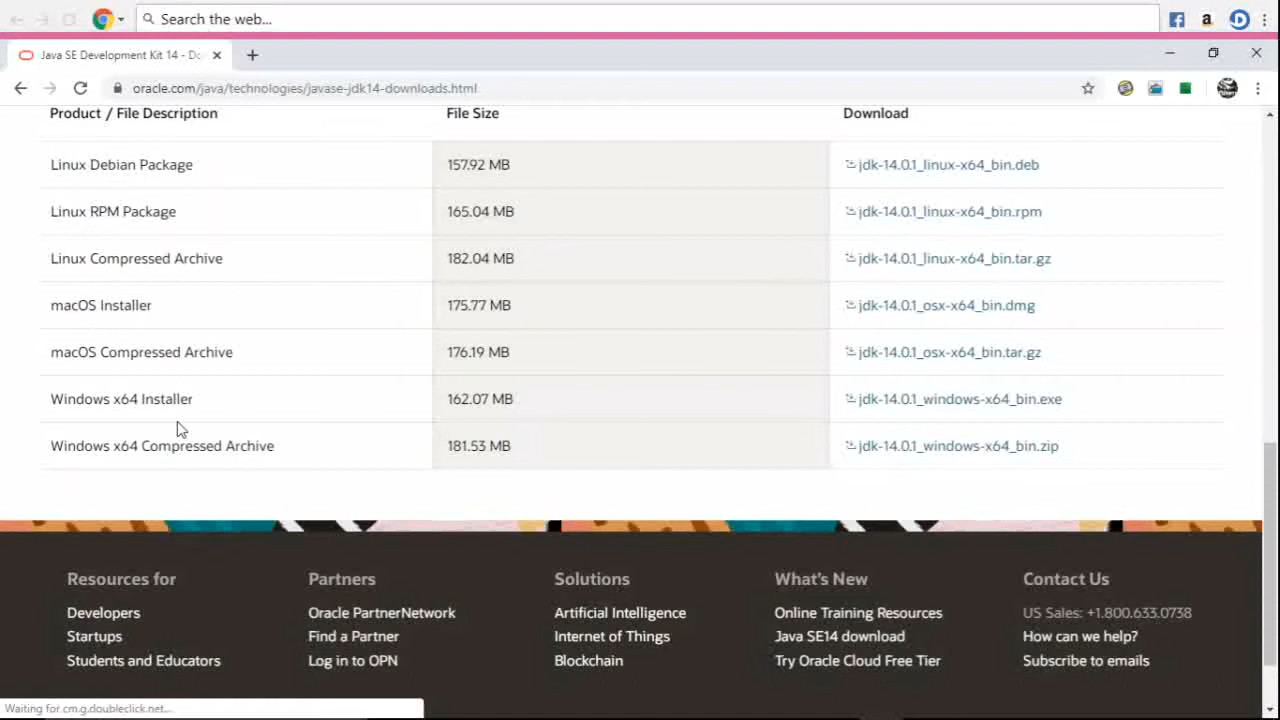 Search the web...
Java SE Development Kit 14 - Do
oracle.com/java/technologies/javase-jdk14-downloads.html
Product / File Description File Size Download
Linux Debian Package 157.92 MB jdk-14.0.1_linux-x64_bin.deb
Linux RPM Package 165.04 MB jdk-14.0.1_linux-x64_bin.rpm
Linux Compressed Archive 182.04 MB jdk-14.0.1_linux-x64_bin.tar.gz
macOS Installer 175.77 MB jdk-14.0.1_osx-x64_bin.dmg
macOS Compressed Archive 176.19 MB jdk-14.0.1_osx-x64_bin.tar.gz
Windows x64 Installer 162.07 MB jdk-14.0.1_windows-x64_bin.exe
Windows x64 Compressed Archive 181.53 MB jdk-14.0.1_windows-x64_bin.zip
Resources for Partners Solutions What's New Contact Us
Developers Oracle PartnerNetwork Artificial Intelligence Online Training Resources US Sales: +1.800.633.0738
Startups Find a Partner Internet of Things Java SE14 download How can we help?
Students and Educators Log in to OPN Blockchain Try Oracle Cloud Free Tier Subscribe to emails
Waiting for cm.g.doubleclick.net...